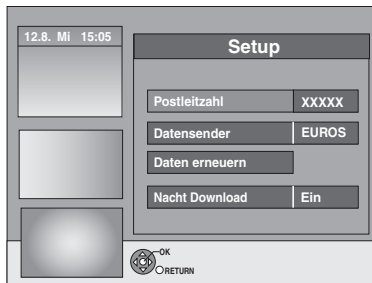 12.8. Mi 15:05
Setup
Postleitzahl XXXXX
Datensender EUROS
Daten erneuern
Nacht Download Ein
OK
RETURN